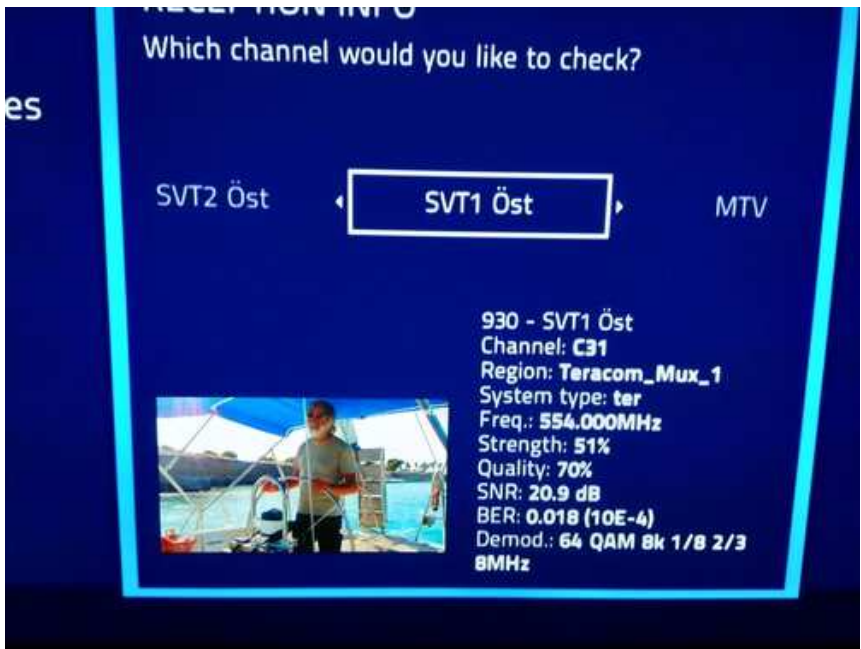 RECEPTION INFO
Which channel would you like to check?
es
SVT2 Öst
SVT1 Öst
MTV
930 - SVT1 Öst
Channel: C31
Region: Teracom_Mux_1
System type: ter
Freq.: 554.000MHz
Strength: 51%
Quality: 70%
SNR: 20.9 dB
BER: 0.018 (10E-4)
Demod.: 64 QAM 8k 1/8 2/3
8MHz